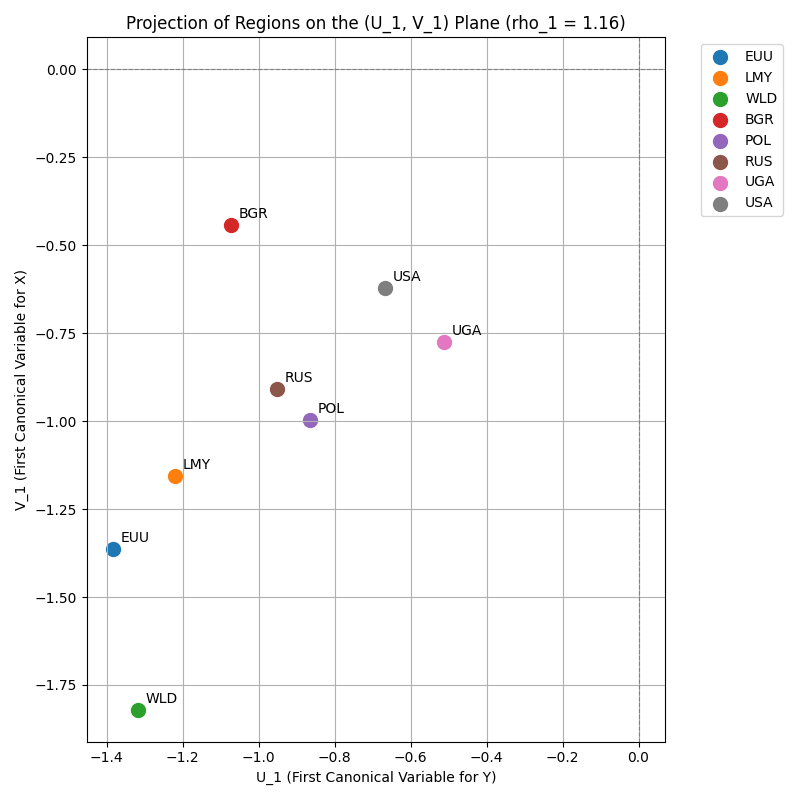 Projection of Regions on the (U_1, V_1) Plane (rho_1 = 1.16)
EUU
LMY
WLD
BGR
POL
RUS
UGA
USA
0.00
−0.25
−0.50
−0.75
−1.00
−1.25
−1.50
−1.75
V_1 (First Canonical Variable for X)
BGR
USA
UGA
RUS
POL
LMY
EUU
WLD
−1.4 −1.2 −1.0 −0.8 −0.6 −0.4 −0.2 0.0
U_1 (First Canonical Variable for Y)